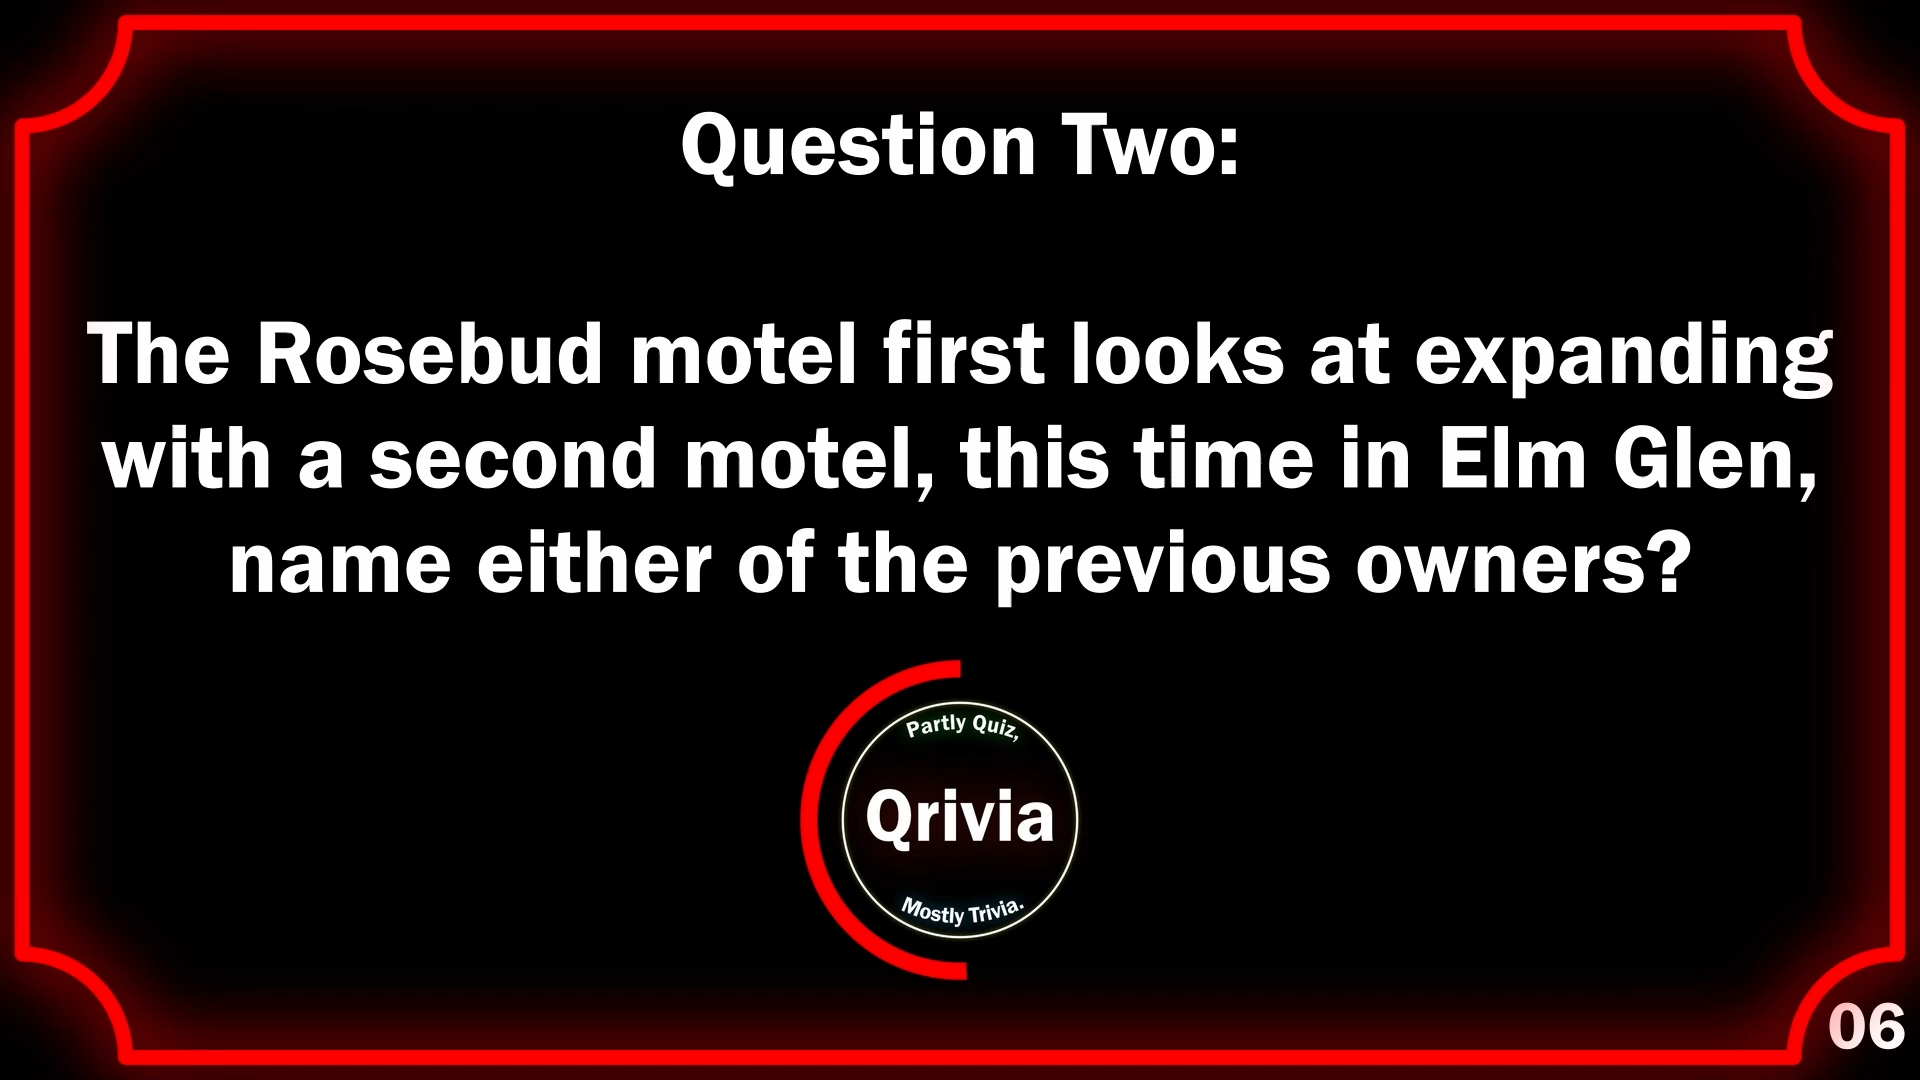 Question Two:
The Rosebud motel first looks at expanding
with a second motel, this time in Elm Glen,
name either of the previous owners?
Partly Quiz,
Qrivia
Mostly Trivia.
06